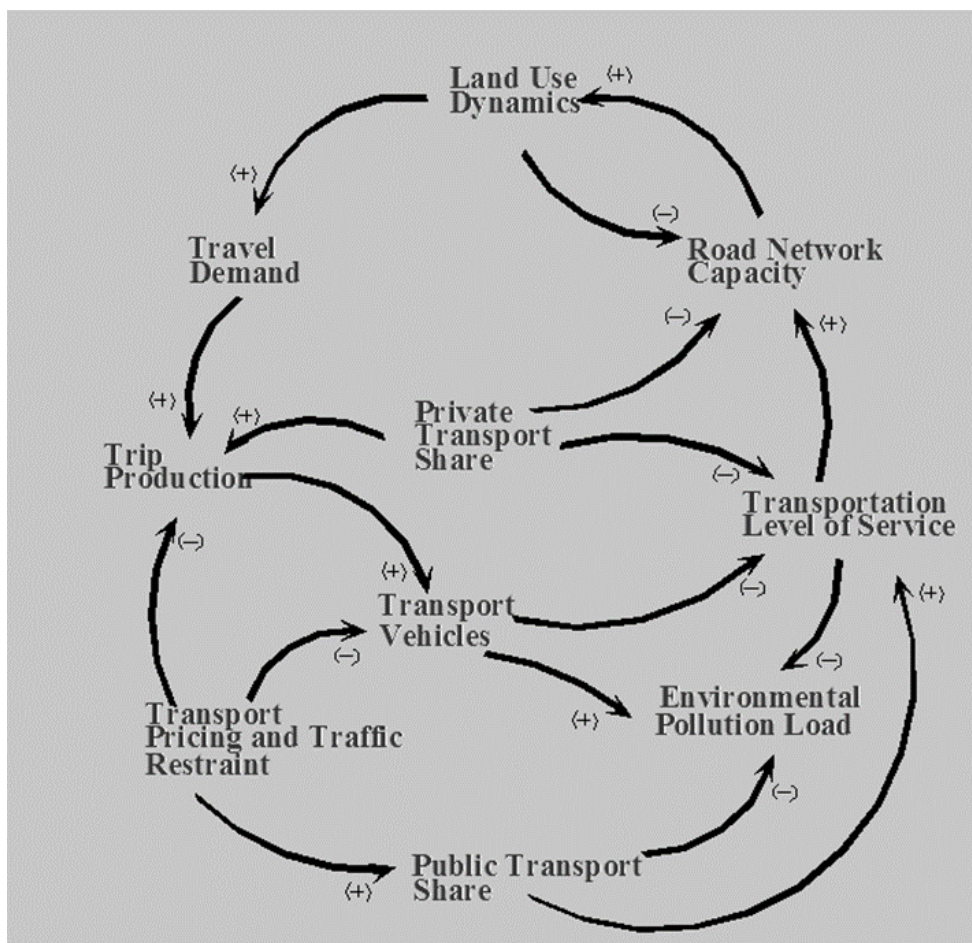 Land Use
Dynamics
(+)
(+)
(–)
Travel
Demand
Road Network
Capacity
(–)
(+)
(+)
(+)
Private
Transport
Share
Trip
Production
(–)
Transportation
Level of Service
(–)
(+)
(–)
(+)
Transport
Vehicles
(–)
(–)
Environmental
Pollution Load
(+)
Transport
Pricing and Traffic
Restraint
(–)
Public Transport
Share
(+)